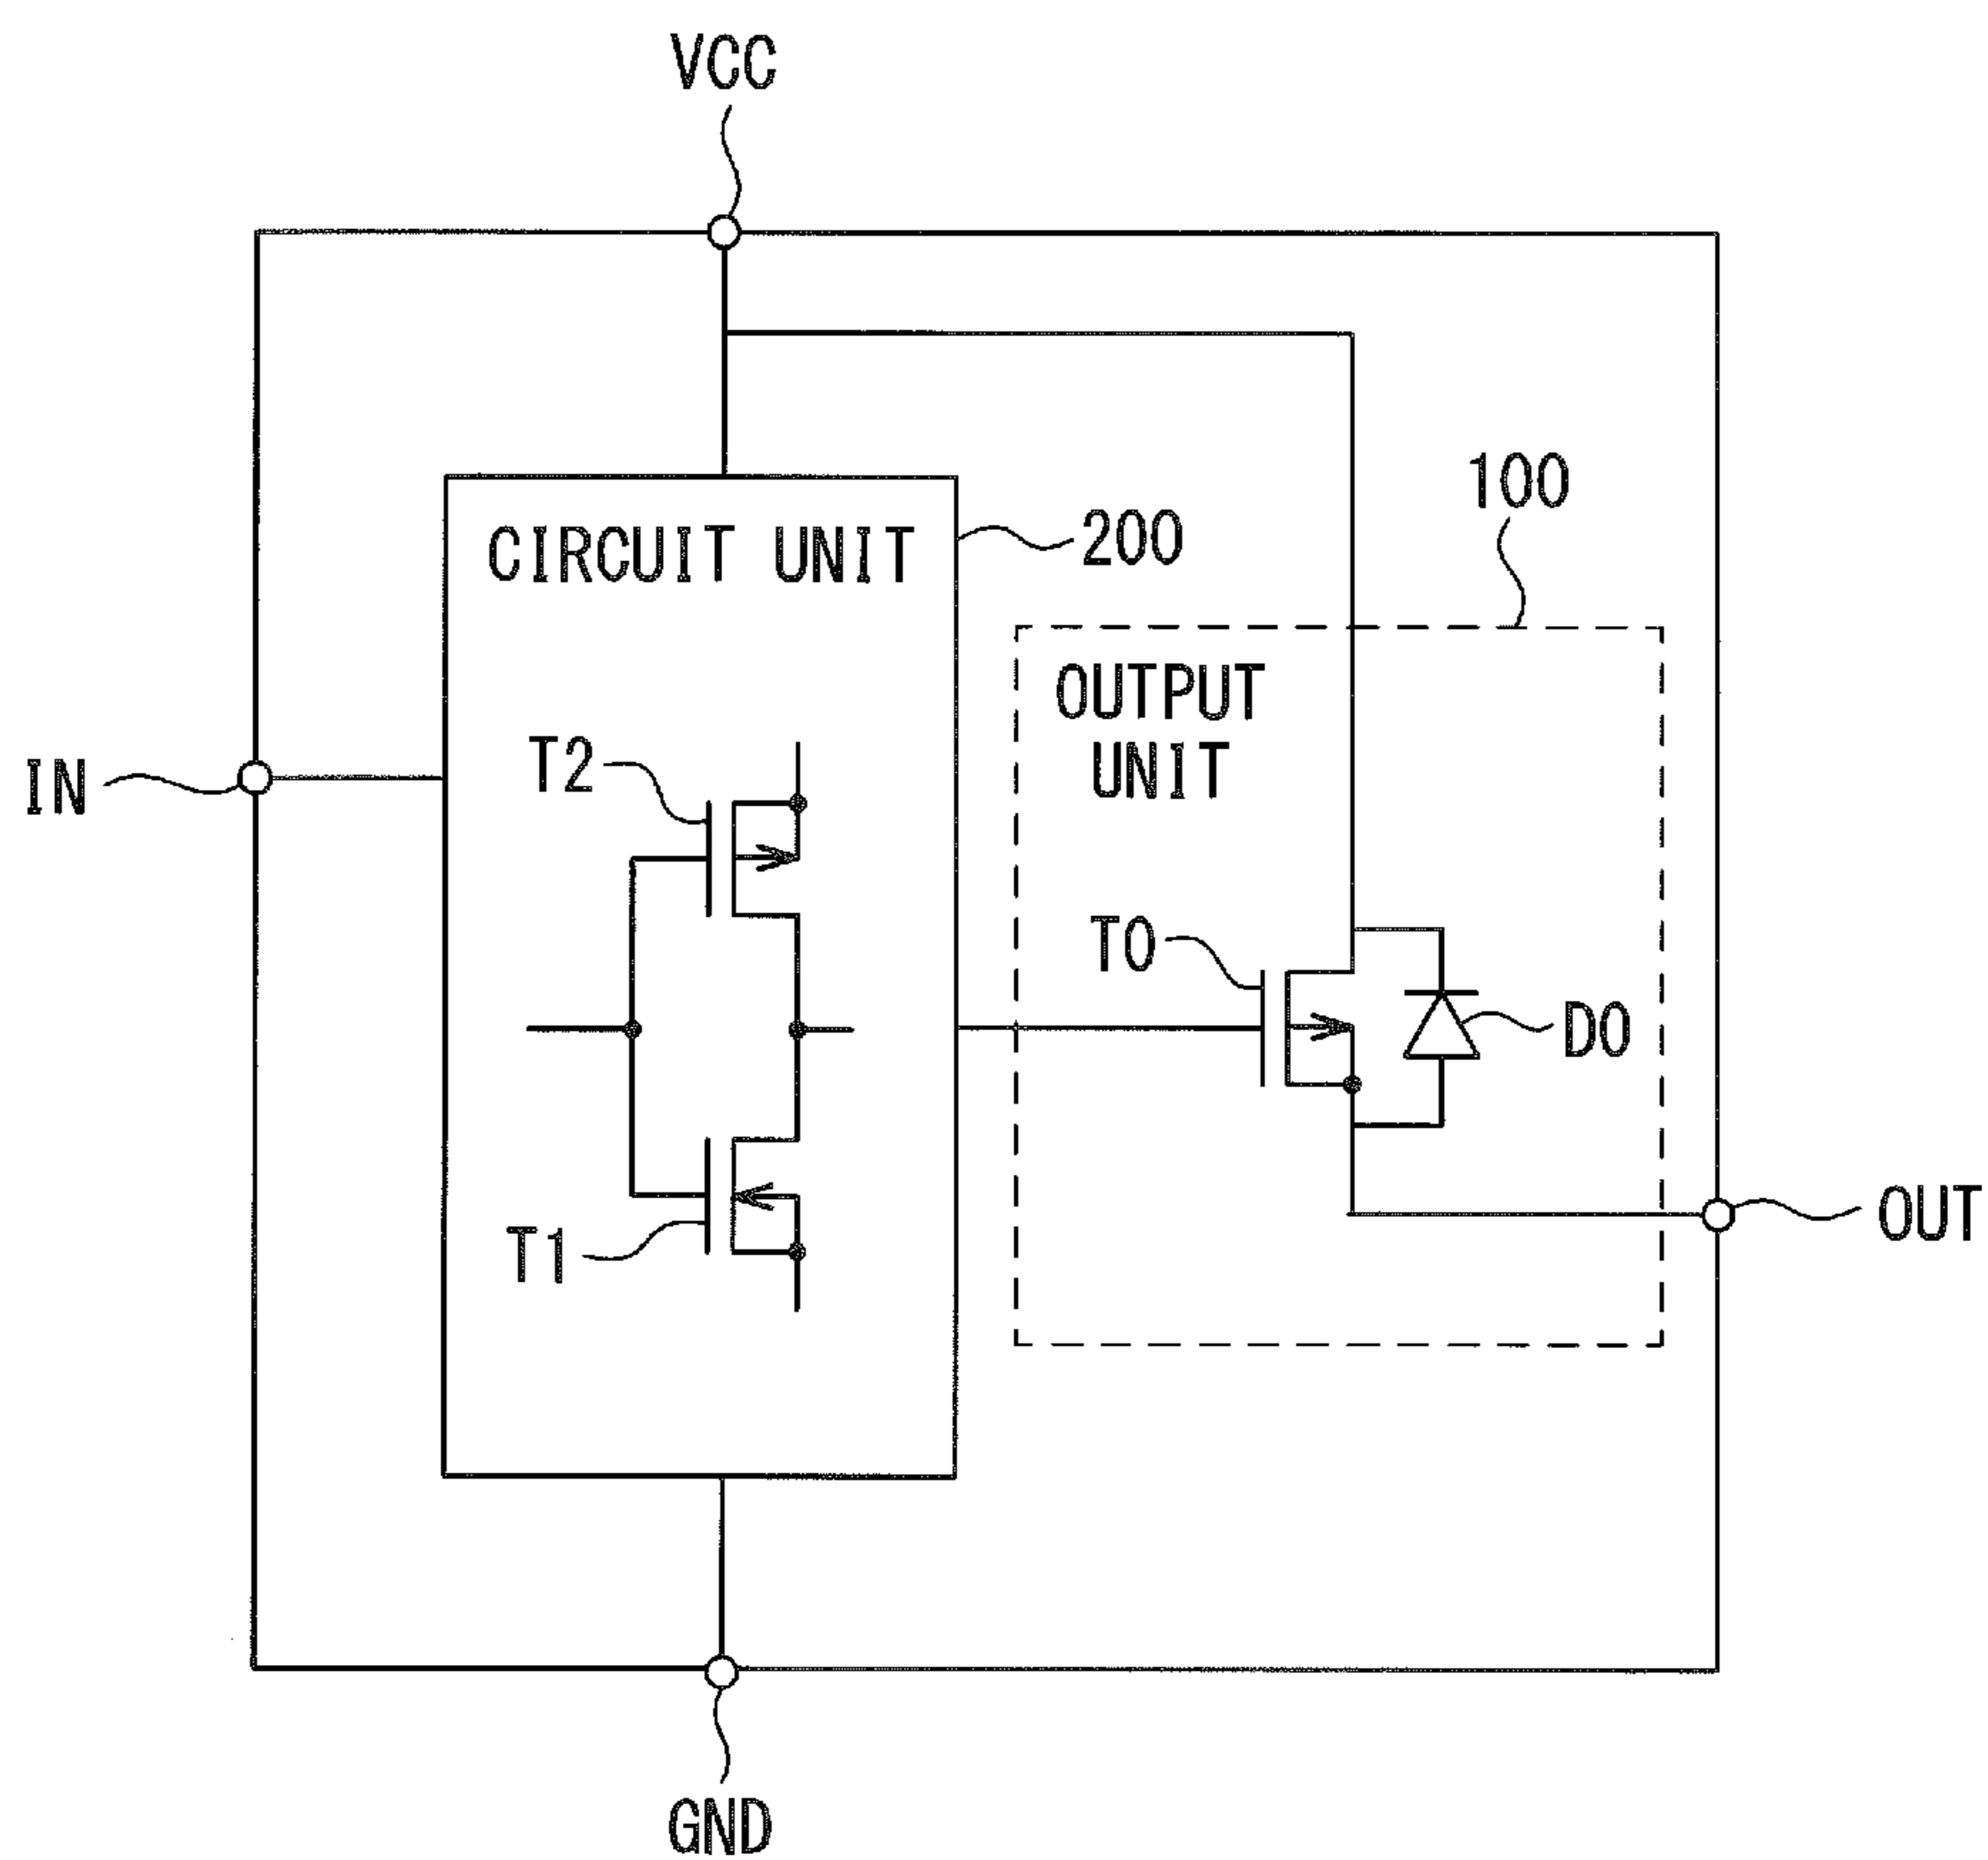 VCC
100
CIRCUIT UNIT
200
OUTPUT
UNIT
T2
IN
T0
D0
OUT
T1
GND